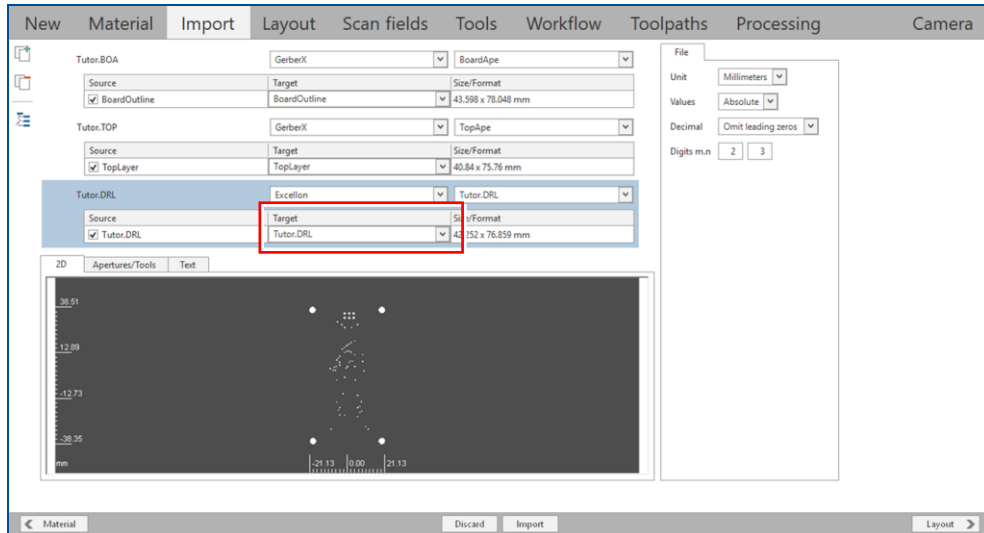 New Material Import Layout Scan fields Tools Workflow Toolpaths Processing Camera
Tutor.BOA GerberX BoardApe
Source Target Size/Format
BoardOutline BoardOutline 43.598 x 78.048 mm
Tutor.TOP GerberX TopApe
Source Target Size/Format
TopLayer TopLayer 40.84 x 75.76 mm
Tutor.DRL Excellon Tutor.DRL
Source Target Size/Format
Tutor.DRL Tutor.DRL 42.252 x 76.859 mm
File
Unit Millimeters
Values Absolute
Decimal Omit leading zeros
Digits m.n 2 3
2D Apertures/Tools Text
38.51
12.89
-12.73
-38.35
mm -21.13 0.00 21.13
Material Discard Import Layout